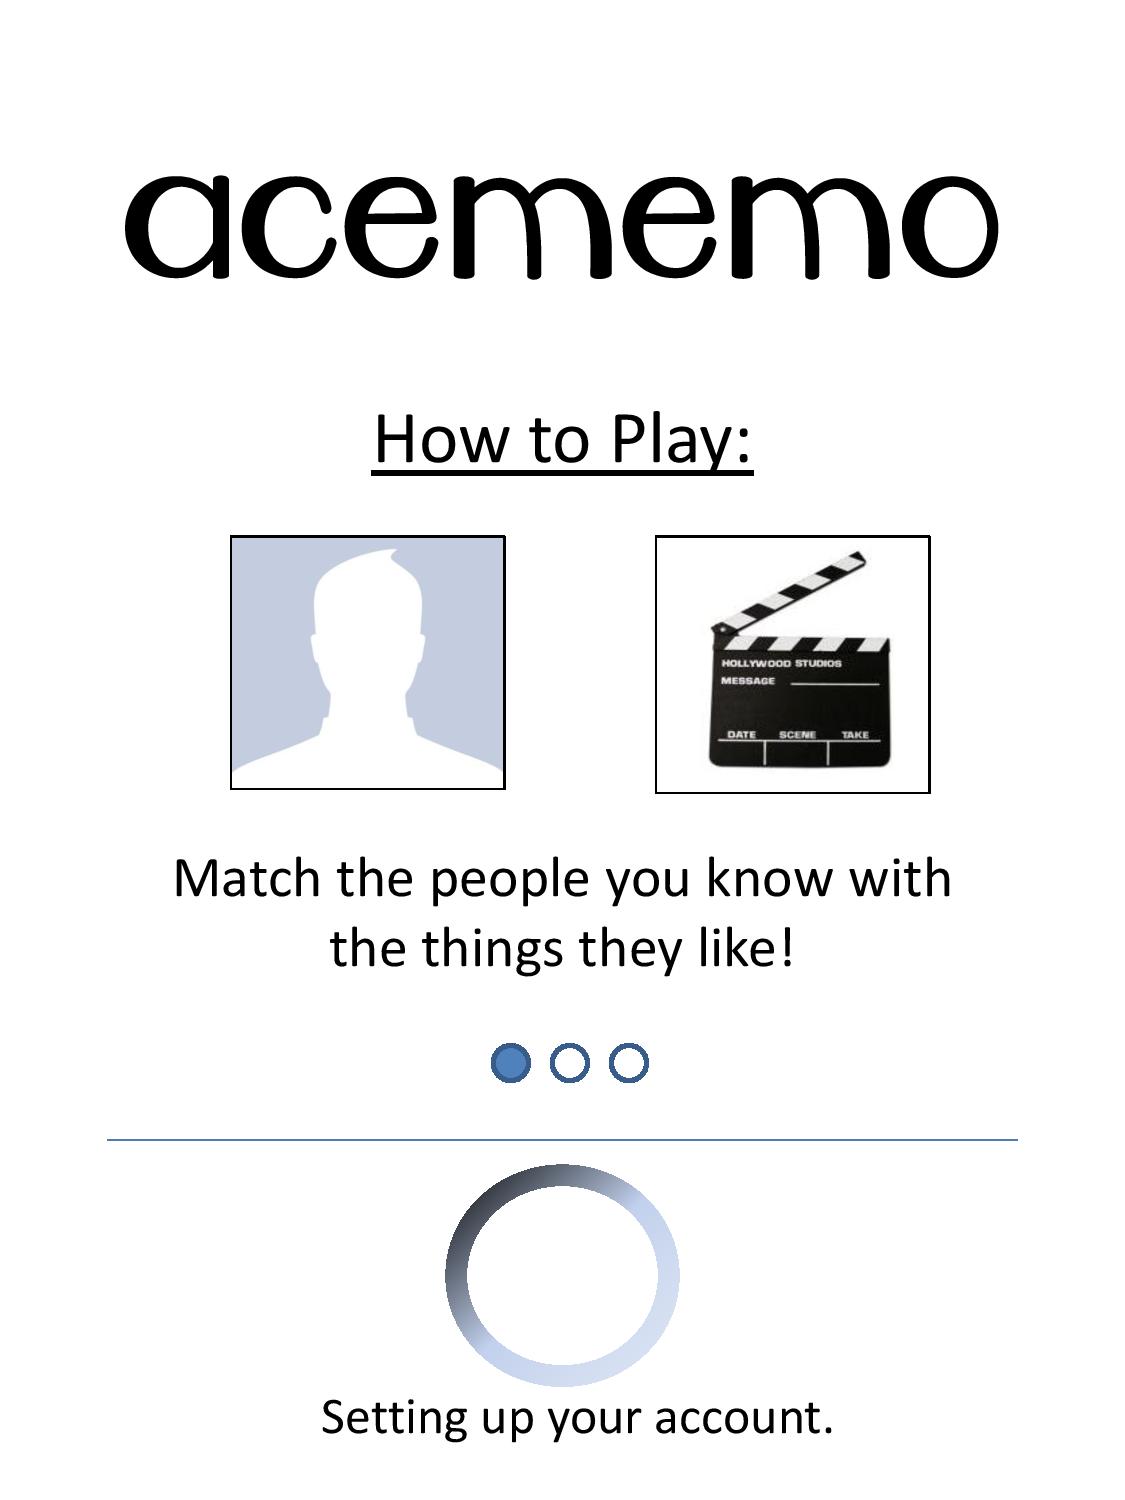 acememo
How to Play:
HOLLYWOOD STUDIOS
MESSAGE
DATE SCENE TAKE
Match the people you know with
the things they like!
Setting up your account.